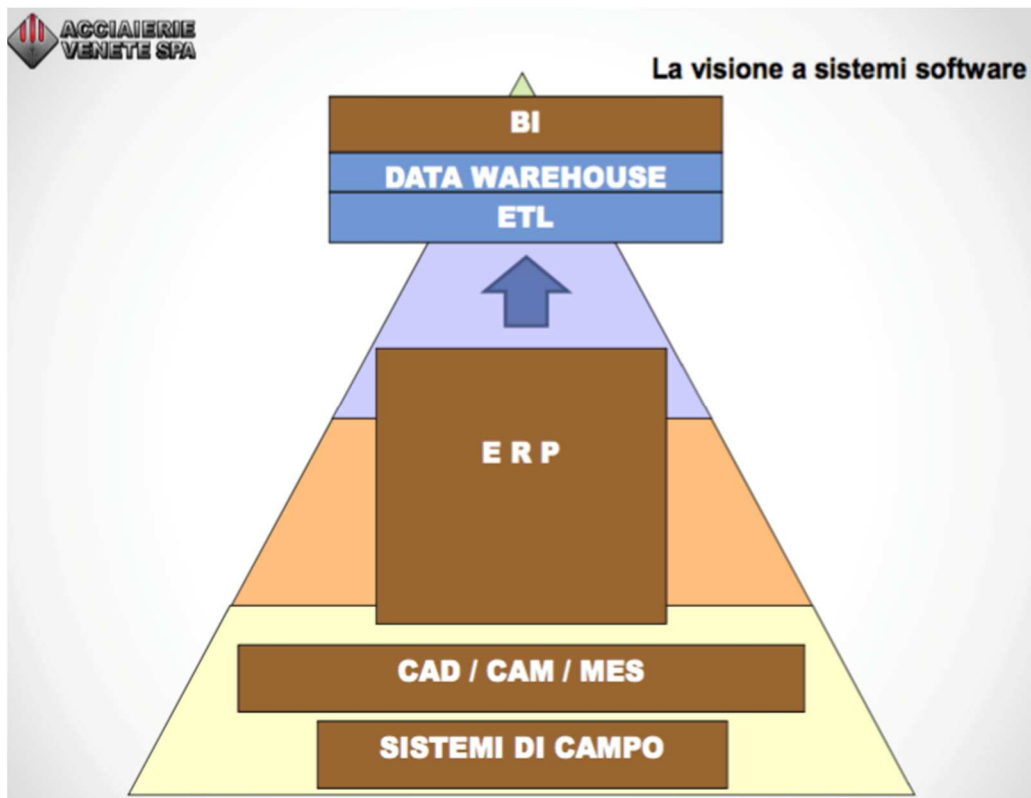 ACCIAIERIE
VENETE SPA
La visione a sistemi software
BI
DATA WAREHOUSE
ETL
E R P
CAD / CAM / MES
SISTEMI DI CAMPO